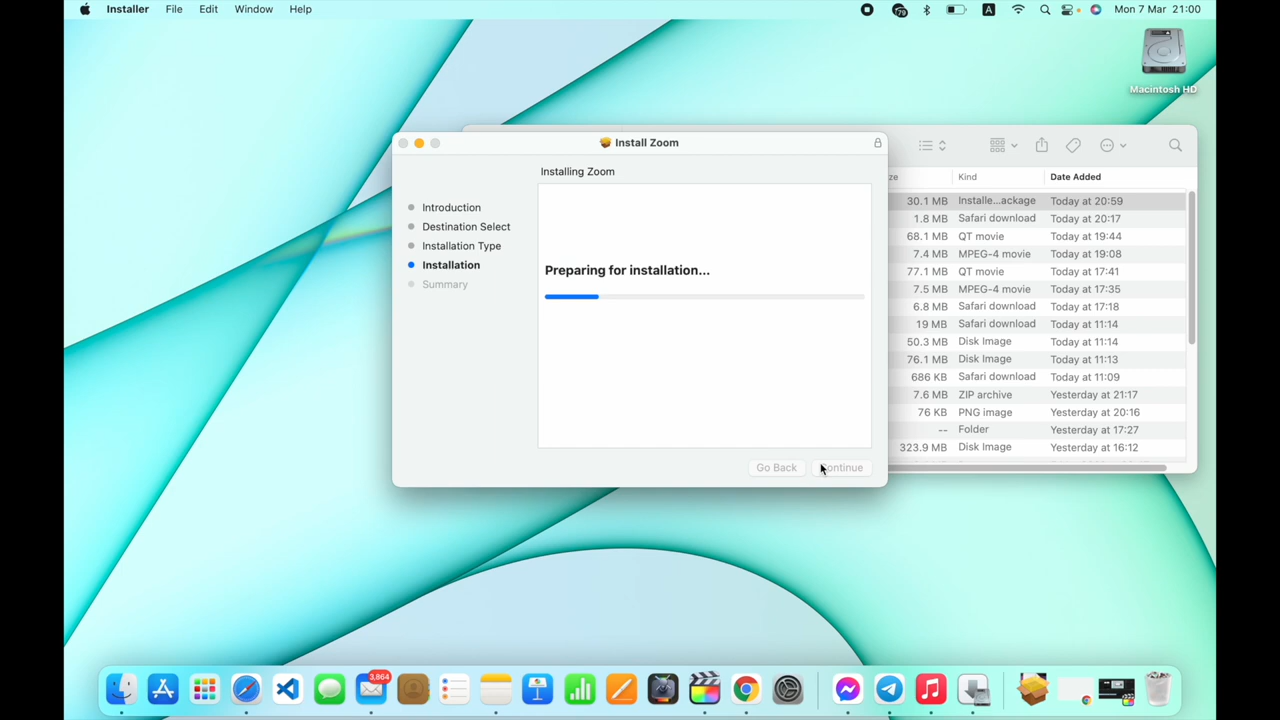 Installer File Edit Window Help
79 A Mon 7 Mar 21:00
Macintosh HD
Install Zoom
Installing Zoom
Introduction
Destination Select
Installation Type
Installation
Summary
Preparing for installation...
Go Back
ontinue
ze Kind Date Added
30.1 MB Installe...ackage Today at 20:59
1.8 MB Safari download Today at 20:17
68.1 MB QT movie Today at 19:44
7.4 MB MPEG-4 movie Today at 19:08
77.1 MB QT movie Today at 17:41
7.5 MB MPEG-4 movie Today at 17:35
6.8 MB Safari download Today at 17:18
19 MB Safari download Today at 11:14
50.3 MB Disk Image Today at 11:14
76.1 MB Disk Image Today at 11:13
686 KB Safari download Today at 11:09
7.6 MB ZIP archive Yesterday at 21:17
76 KB PNG image Yesterday at 20:16
-- Folder Yesterday at 17:27
323.9 MB Disk Image Yesterday at 16:12
3,864